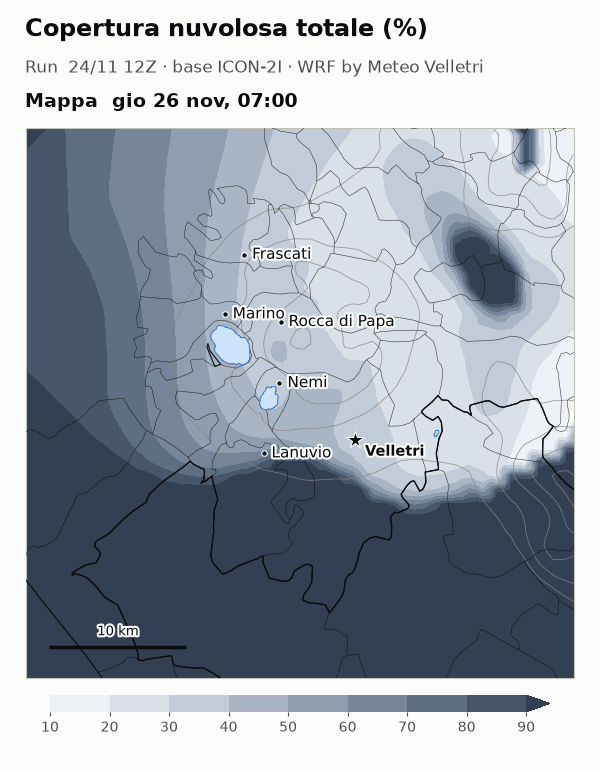 Copertura nuvolosa totale (%)
Run  24/11 12Z · base ICON-2I · WRF by Meteo Velletri
Mappa  gio 26 nov, 07:00
Frascati
Marino
Rocca di Papa
Nemi
Velletri
Lanuvio
10 km
10 20 30 40 50 60 70 80 90